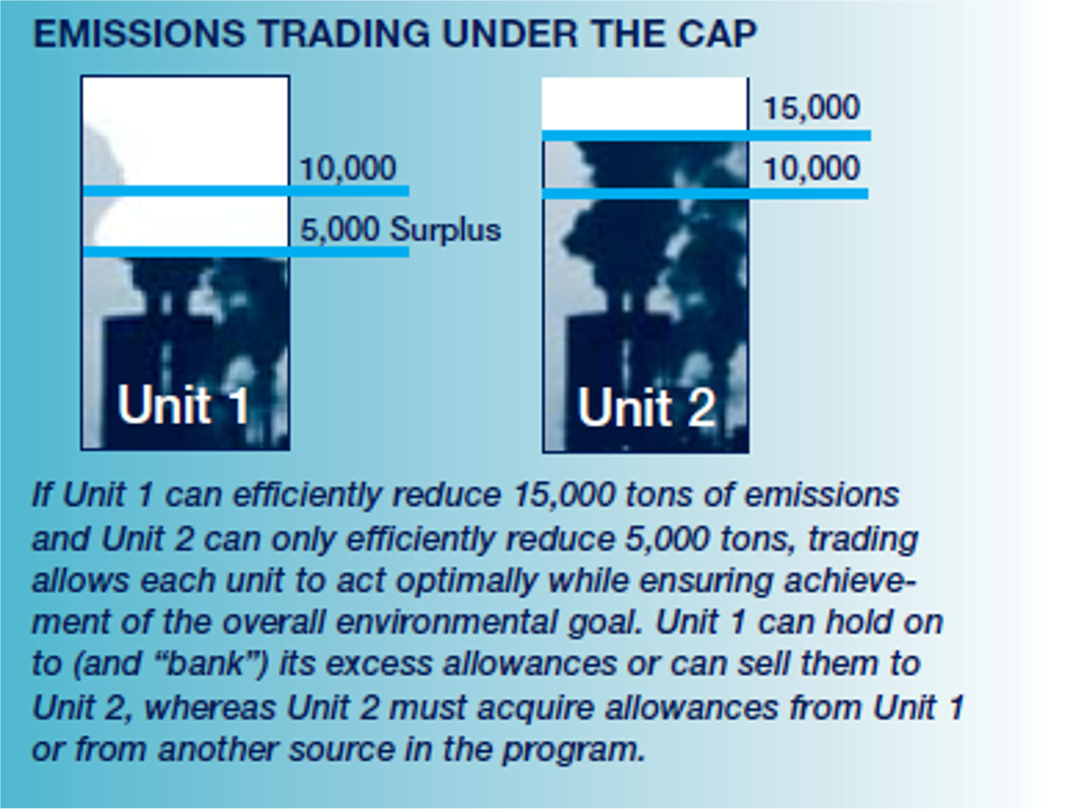 EMISSIONS TRADING UNDER THE CAP
10,000
5,000 Surplus
Unit 1
15,000
10,000
Unit 2
If Unit 1 can efficiently reduce 15,000 tons of emissions
and Unit 2 can only efficiently reduce 5,000 tons, trading
allows each unit to act optimally while ensuring achieve-
ment of the overall environmental goal. Unit 1 can hold on
to (and “bank”) its excess allowances or can sell them to
Unit 2, whereas Unit 2 must acquire allowances from Unit 1
or from another source in the program.